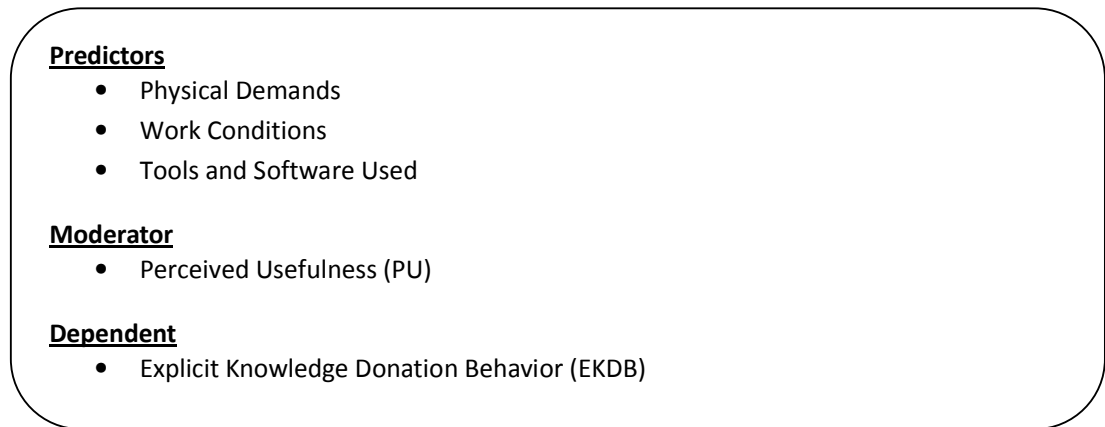 Predictors
• Physical Demands
• Work Conditions
• Tools and Software Used
Moderator
• Perceived Usefulness (PU)
Dependent
• Explicit Knowledge Donation Behavior (EKDB)